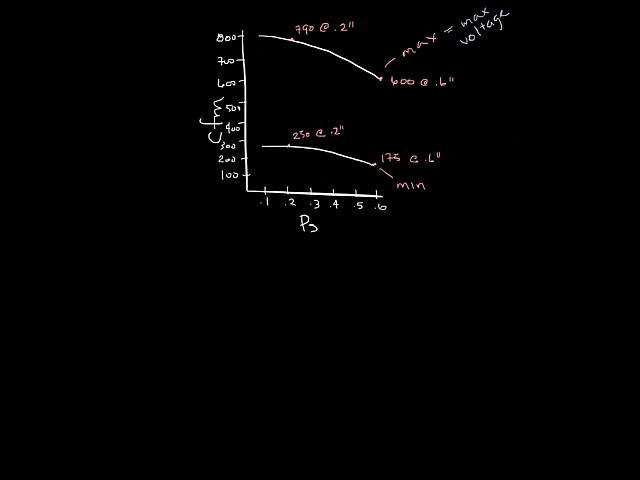 790 @ .2"
max = max
voltage
800
700
600
600 @ .6"
500
cfm
400
250 @ .2"
300
200
175 @ .6"
100
min
.1 .2 .3 .4 .5 .6
Ps